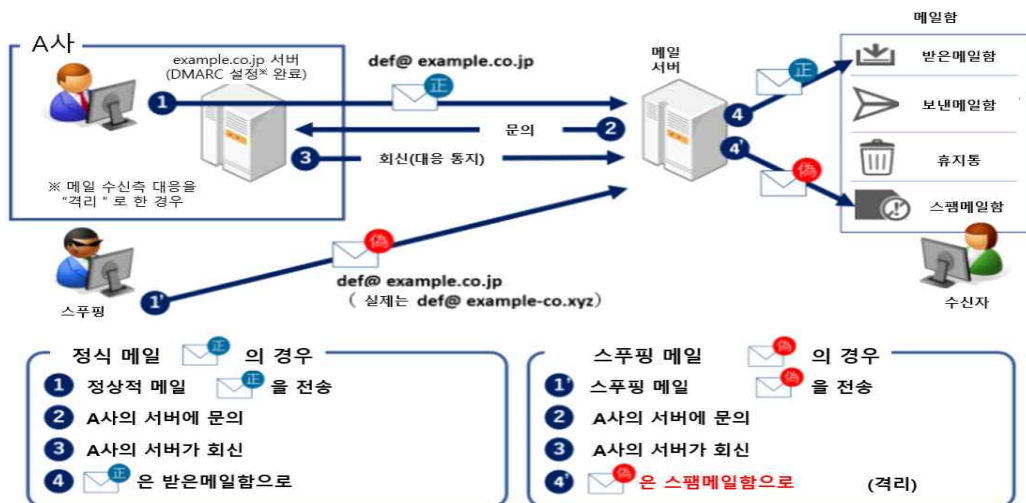 메일함
A사
example.co.jp 서버
(DMARC 설정※ 완료)
def@ example.co.jp
正
메일
서버
正
받은메일함
1
4
보낸메일함
문의
2
3
회신(대응 통지)
4'
휴지통
偽
※ 메일 수신측 대응을
"격리 " 로 한 경우
스팸메일함
偽
def@ example.co.jp
( 실제는 def@ example-co.xyz)
1'
스푸핑
수신자
정식 메일 正 의 경우
1 정상적 메일 正 을 전송
2 A사의 서버에 문의
3 A사의 서버가 회신
4 正 은 받은메일함으로
스푸핑 메일 偽 의 경우
1' 스푸핑 메일 偽 을 전송
2 A사의 서버에 문의
3 A사의 서버가 회신
4' 偽 은 스팸메일함으로 (격리)